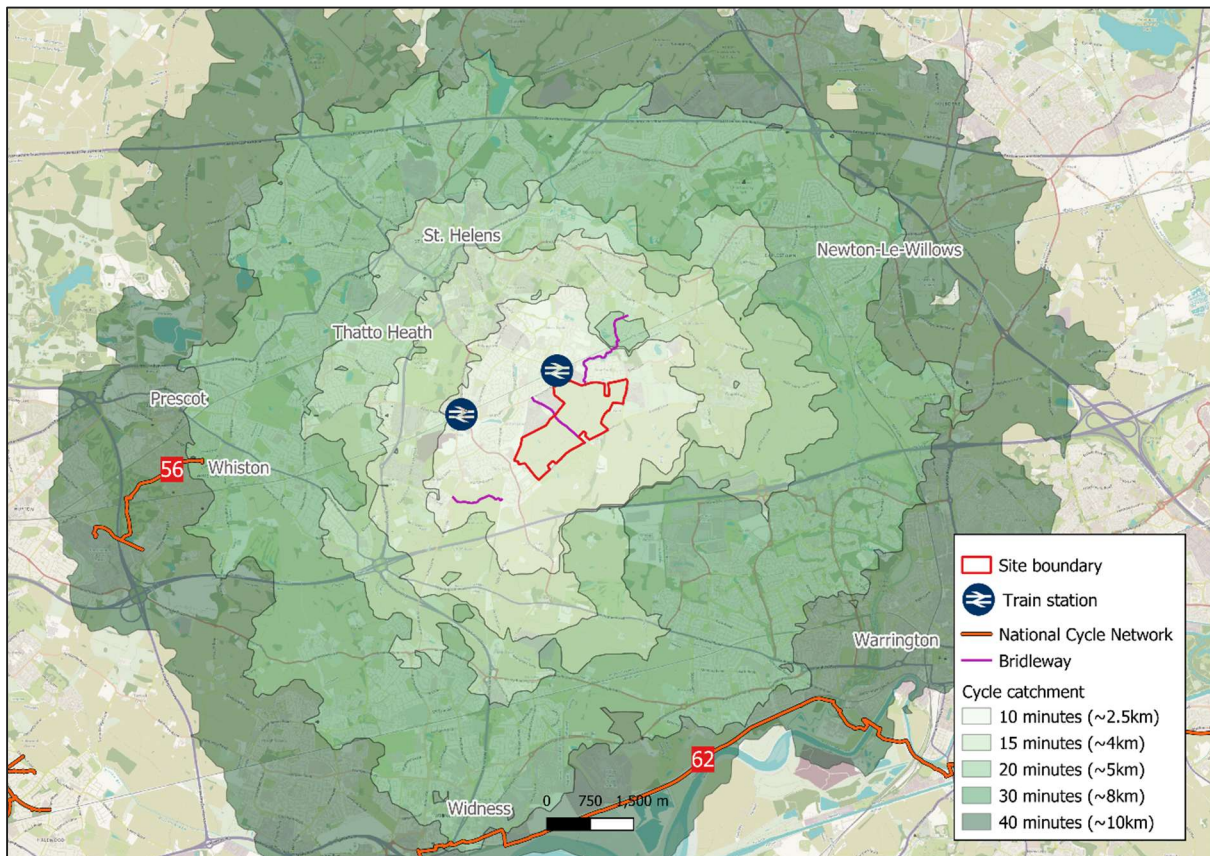 St. Helens
Newton-Le-Willows
Thatto Heath
Prescot
56
Whiston
Warrington
62
Widness
0 750 1,500 m
Site boundary
Train station
National Cycle Network
Bridleway
Cycle catchment
10 minutes (~2.5km)
15 minutes (~4km)
20 minutes (~5km)
30 minutes (~8km)
40 minutes (~10km)